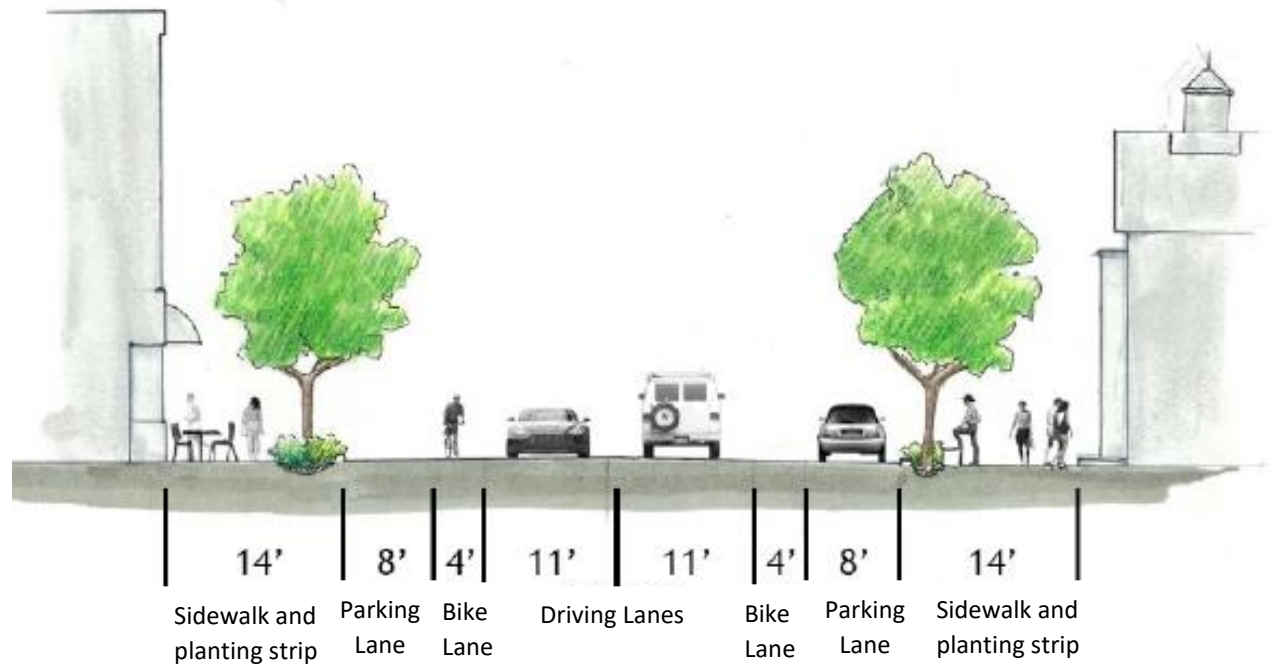 14’ 8’ 4’ 11’ 11’ 4’ 8’ 14’
Sidewalk and
planting strip
Parking
Lane
Bike
Lane
Driving Lanes
Bike
Lane
Parking
Lane
Sidewalk and
planting strip